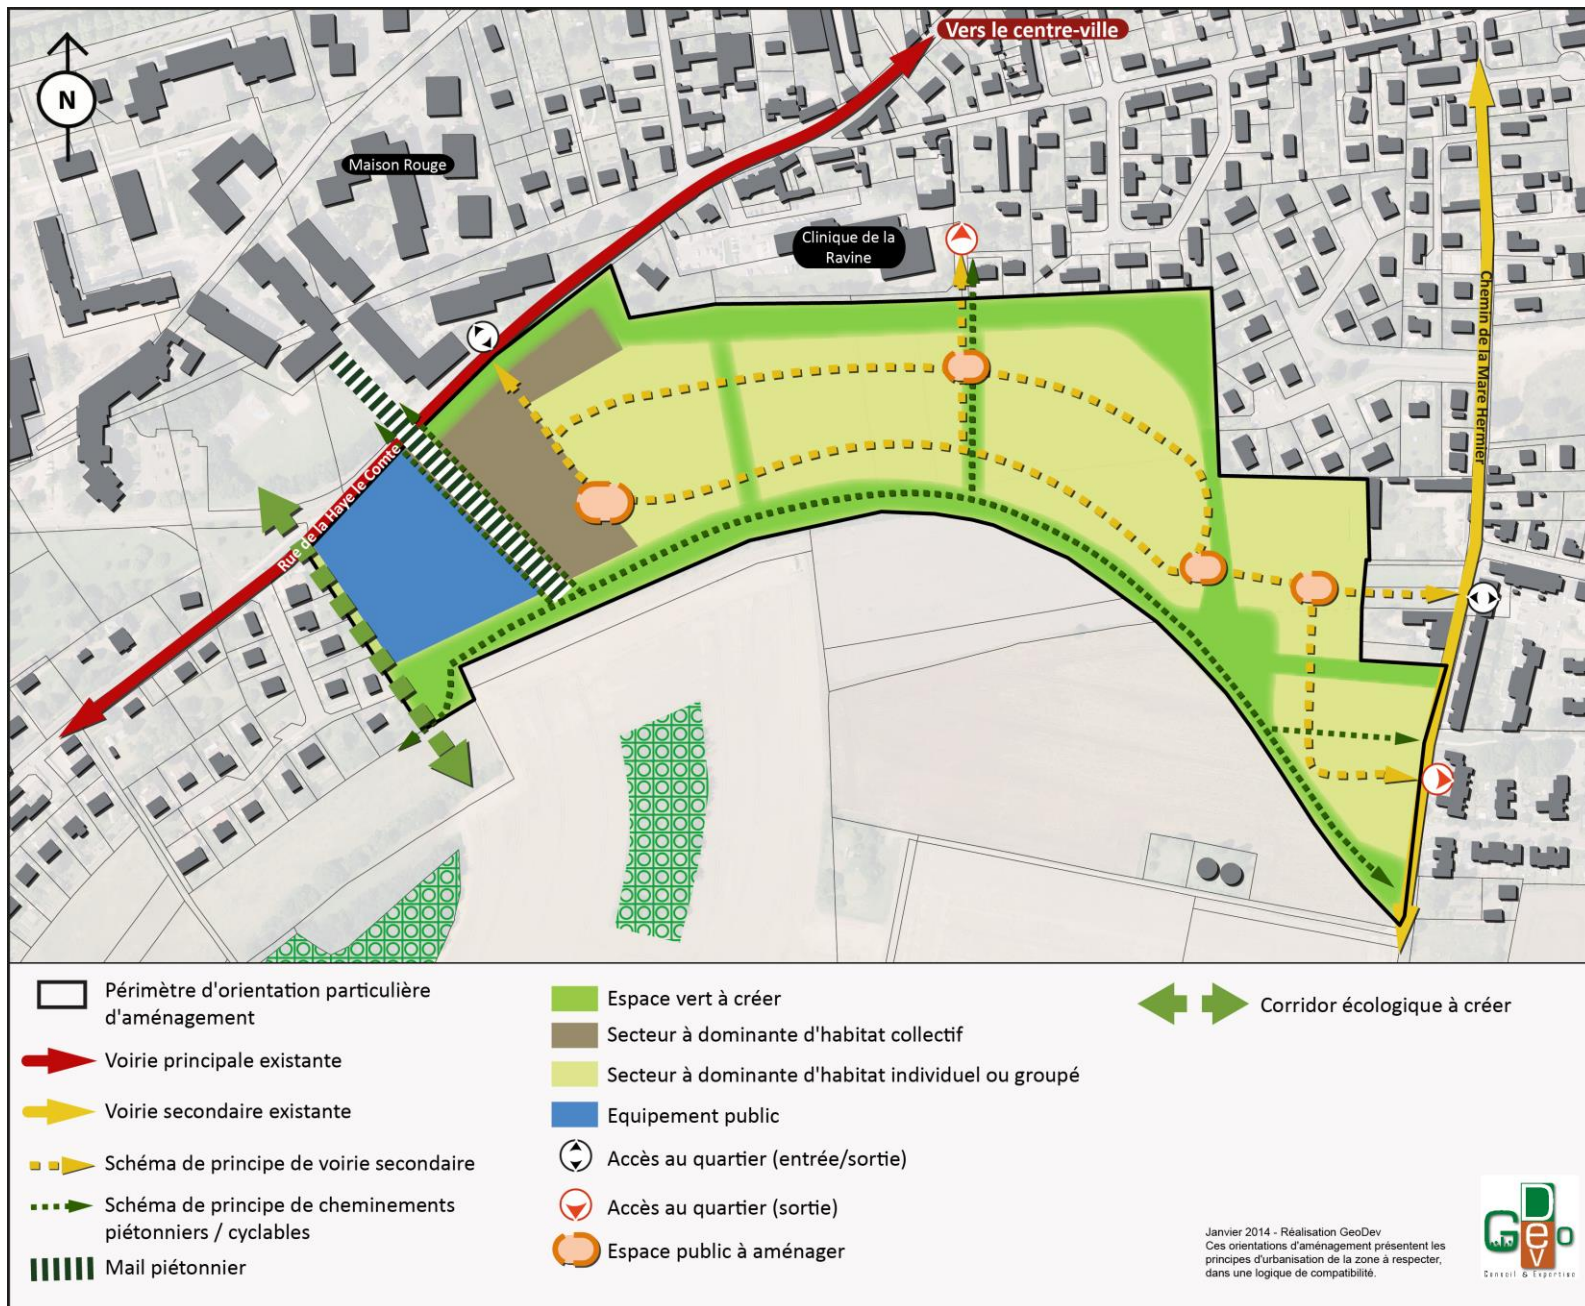 Vers le centre-ville
N
Maison Rouge
Clinique de la
Ravine
Chemin de la Mare Hermier
Rue de la Haye le Comte
Périmètre d'orientation particulière
d'aménagement
Voirie principale existante
Voirie secondaire existante
Schéma de principe de voirie secondaire
Schéma de principe de cheminements
piétonniers / cyclables
Mail piétonnier
Espace vert à créer
Secteur à dominante d'habitat collectif
Secteur à dominante d'habitat individuel ou groupé
Equipement public
Accès au quartier (entrée/sortie)
Accès au quartier (sortie)
Espace public à aménager
Corridor écologique à créer
Janvier 2014 - Réalisation GeoDev
Ces orientations d'aménagement présentent les
principes d'urbanisation de la zone à respecter,
dans une logique de compatibilité.
GeoDev
Conseil & Expertise